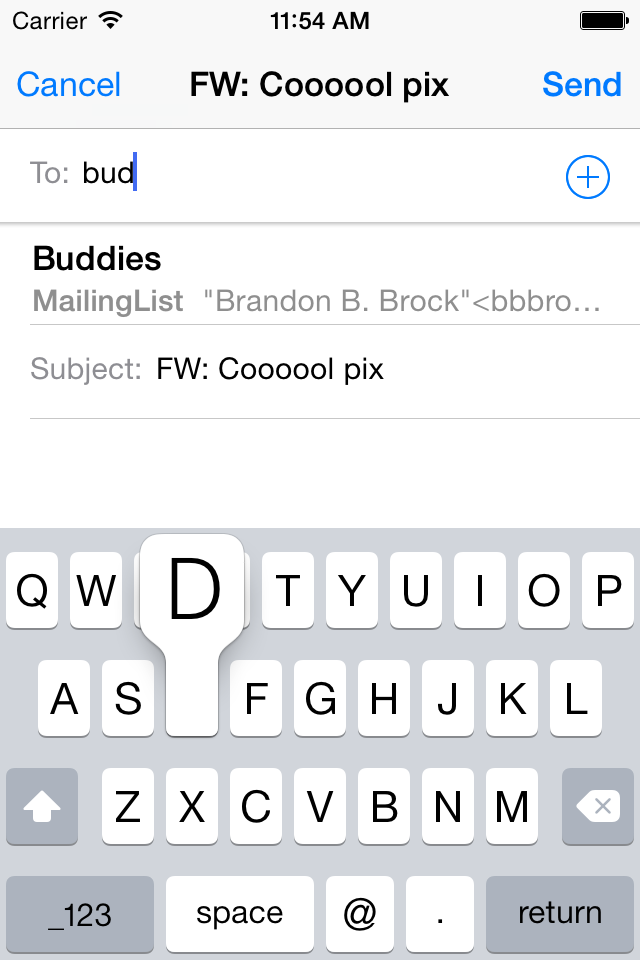 Carrier 11:54 AM
Cancel FW: Coooool pix Send
To: bud
Buddies
MailingList "Brandon B. Brock"<bbbro...
Subject: FW: Coooool pix
Q W D T Y U I O P
A S F G H J K L
Z X C V B N M
_123 space @ . return